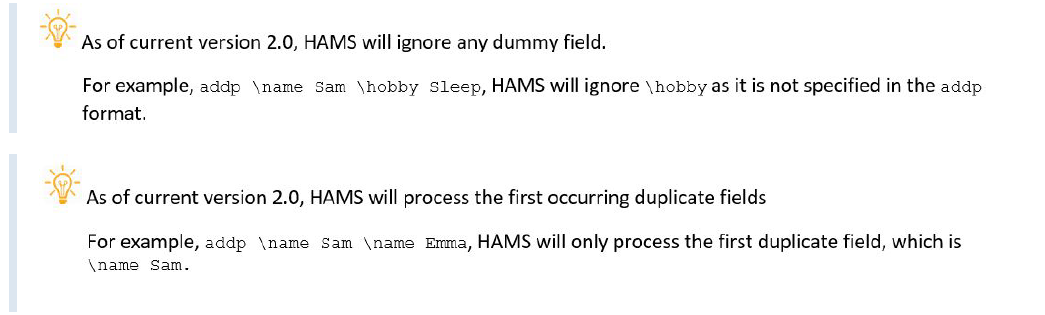 As of current version 2.0, HAMS will ignore any dummy field.
For example, addp \name Sam \hobby Sleep, HAMS will ignore \hobby as it is not specified in the addp
format.
As of current version 2.0, HAMS will process the first occurring duplicate fields
For example, addp \name Sam \name Emma, HAMS will only process the first duplicate field, which is
\name Sam.